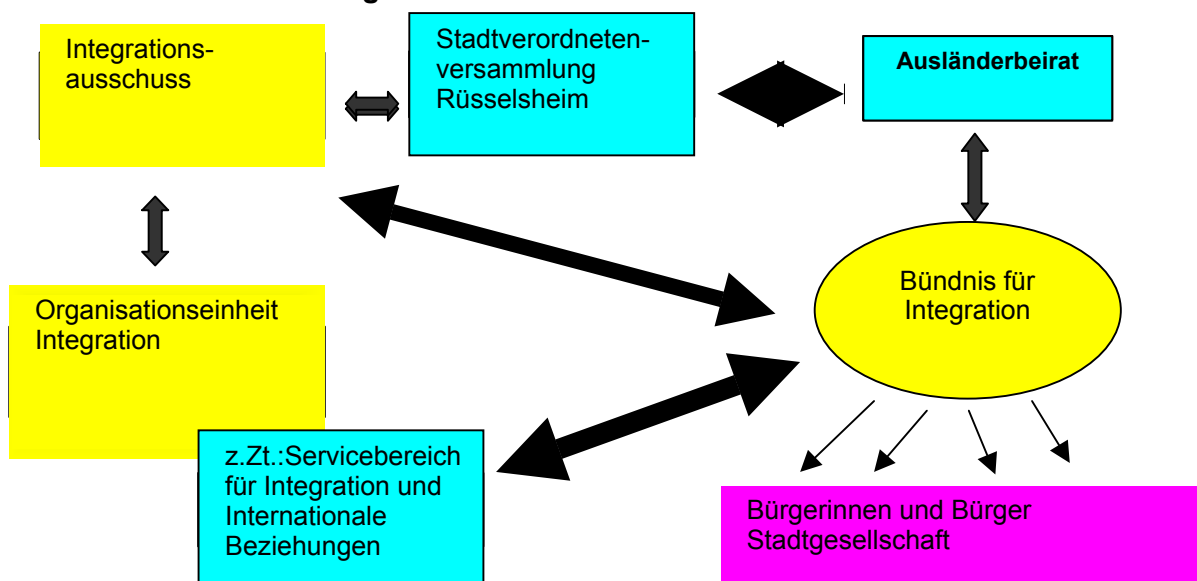 Integrations-
ausschuss
Stadtverordneten-
versammlung
Rüsselsheim
Ausländerbeirat
Bündnis für
Integration
Organisationseinheit
Integration
z.Zt.:Servicebereich
für Integration und
Internationale
Beziehungen
Bürgerinnen und Bürger
Stadtgesellschaft